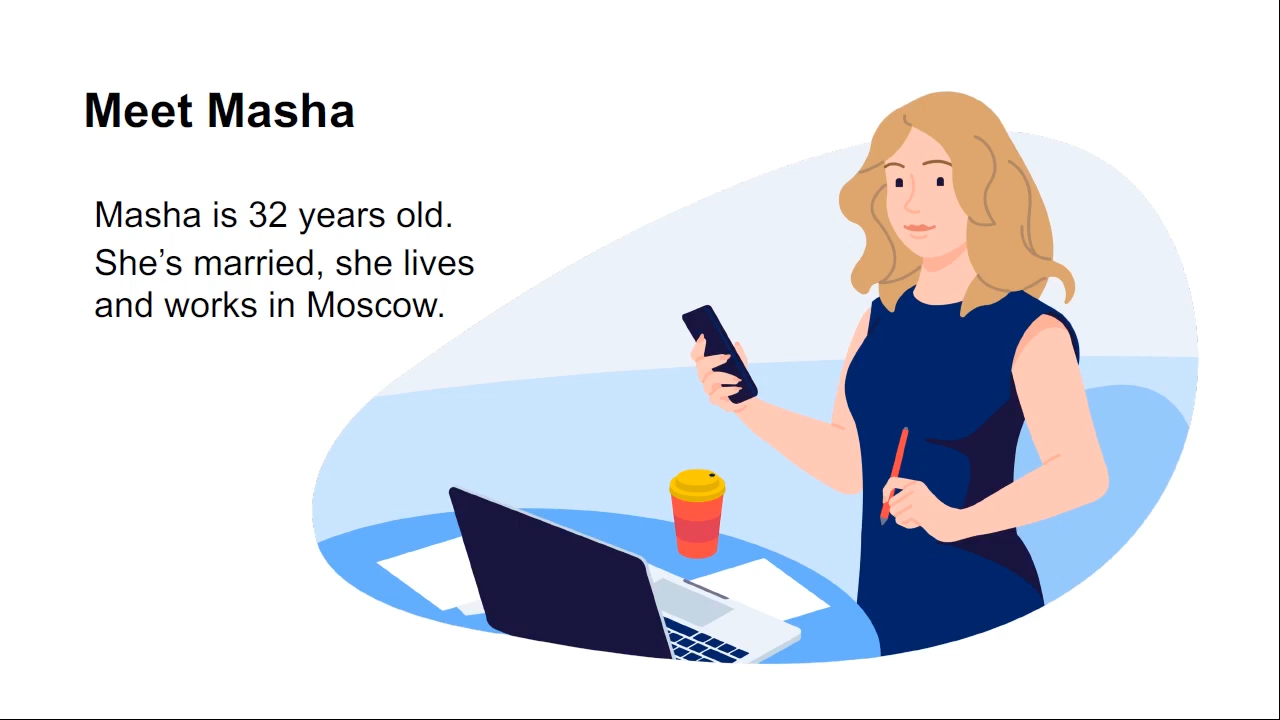 Meet Masha
Masha is 32 years old.
She’s married, she lives
and works in Moscow.